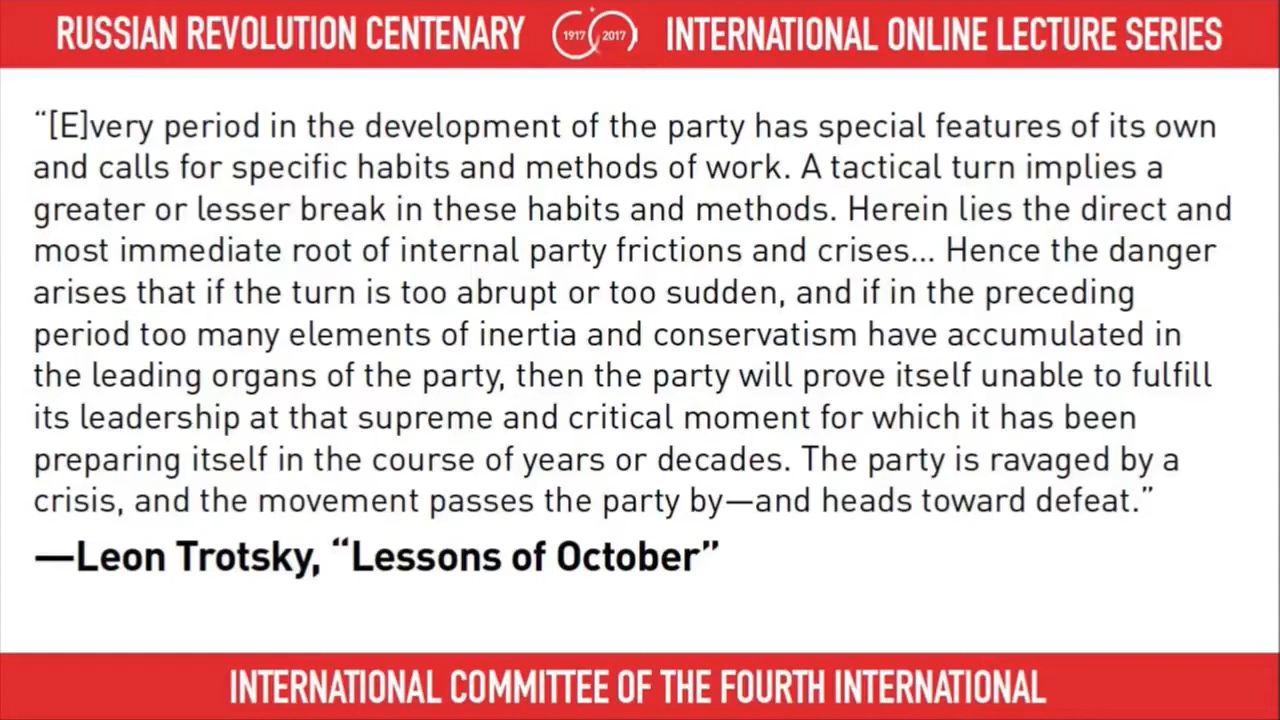 RUSSIAN REVOLUTION CENTENARY 1917 2017 INTERNATIONAL ONLINE LECTURE SERIES
“[E]very period in the development of the party has special features of its own
and calls for specific habits and methods of work. A tactical turn implies a
greater or lesser break in these habits and methods. Herein lies the direct and
most immediate root of internal party frictions and crises... Hence the danger
arises that if the turn is too abrupt or too sudden, and if in the preceding
period too many elements of inertia and conservatism have accumulated in
the leading organs of the party, then the party will prove itself unable to fulfill
its leadership at that supreme and critical moment for which it has been
preparing itself in the course of years or decades. The party is ravaged by a
crisis, and the movement passes the party by—and heads toward defeat.”
—Leon Trotsky, “Lessons of October”
INTERNATIONAL COMMITTEE OF THE FOURTH INTERNATIONAL